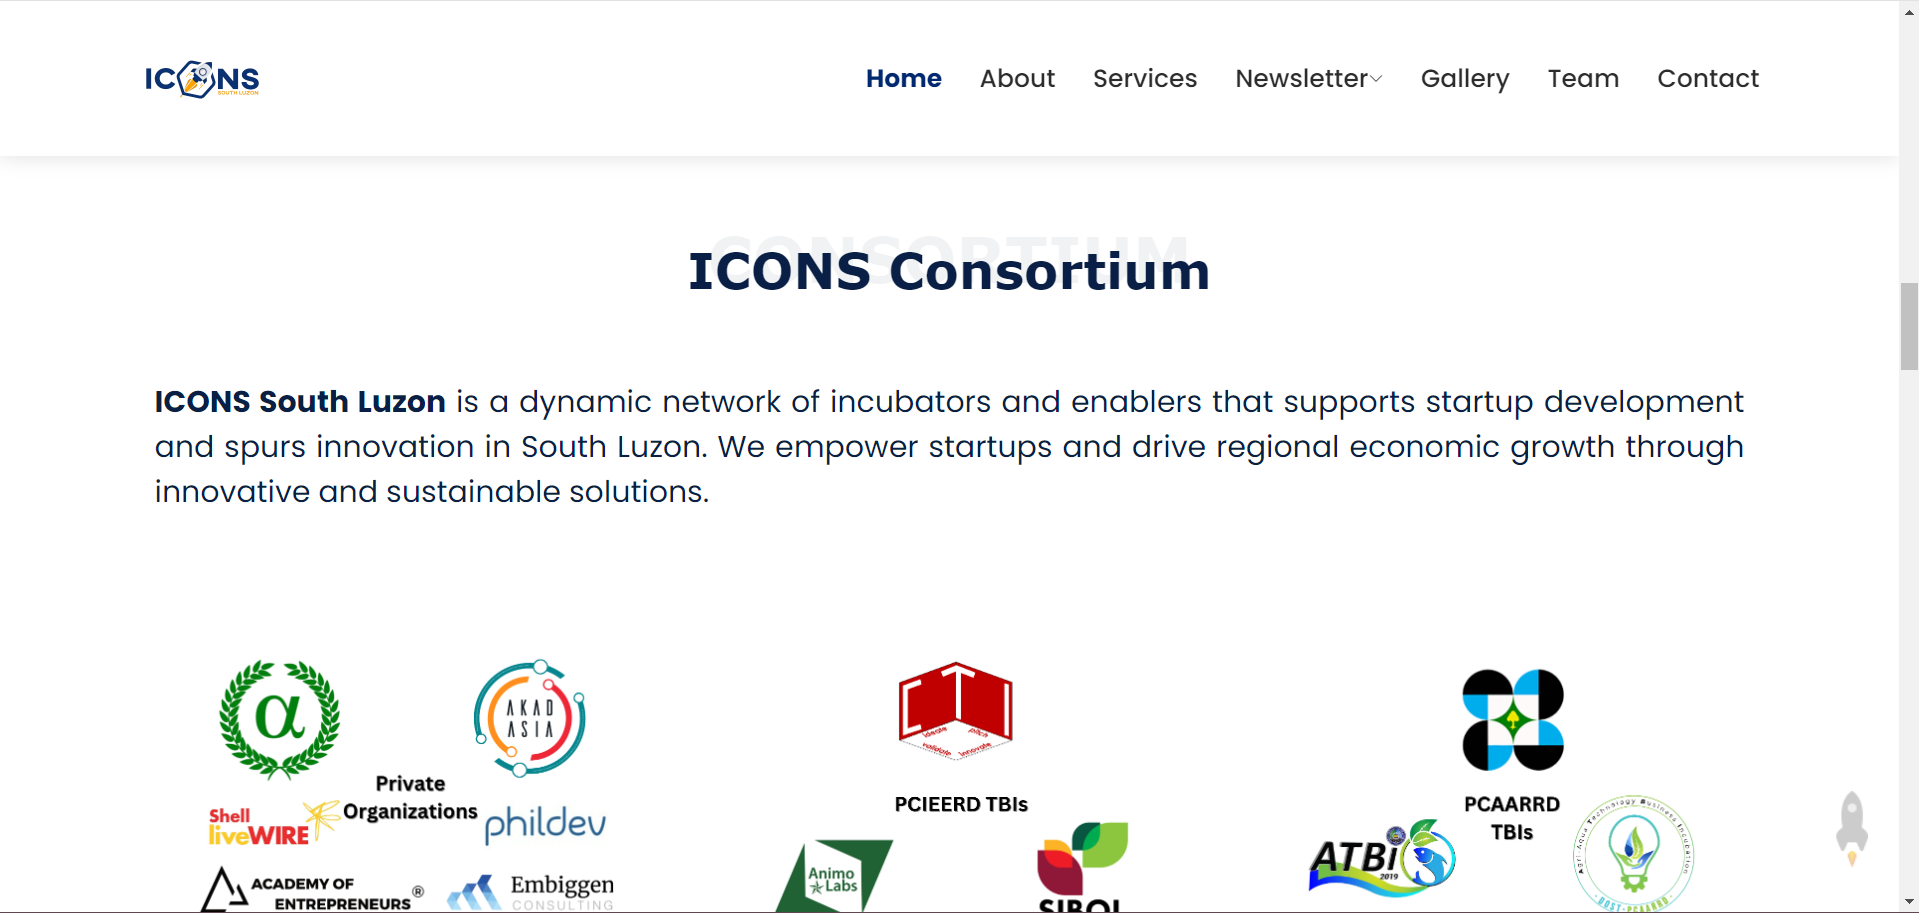 ICONS
SOUTH LUZON
Home
About
Services
Newsletter
Gallery
Team
Contact
CONSORTIUM
ICONS Consortium
ICONS South Luzon is a dynamic network of incubators and enablers that supports startup development
and spurs innovation in South Luzon. We empower startups and drive regional economic growth through
innovative and sustainable solutions.
α
AKAD
ASIA
Private
Organizations
Shell
liveWIRE
phildev
ACADEMY OF
ENTREPRENEURS®
Embiggen
CONSULTING
CTI
ideate
pitch
validate
innovate
PCIEERD TBIs
Animo
Labs
SIBOL
PCAARRD
TBIs
ATBi
2019
Agri-Aqua Technology Business Incubation
DOST-PCAARRD